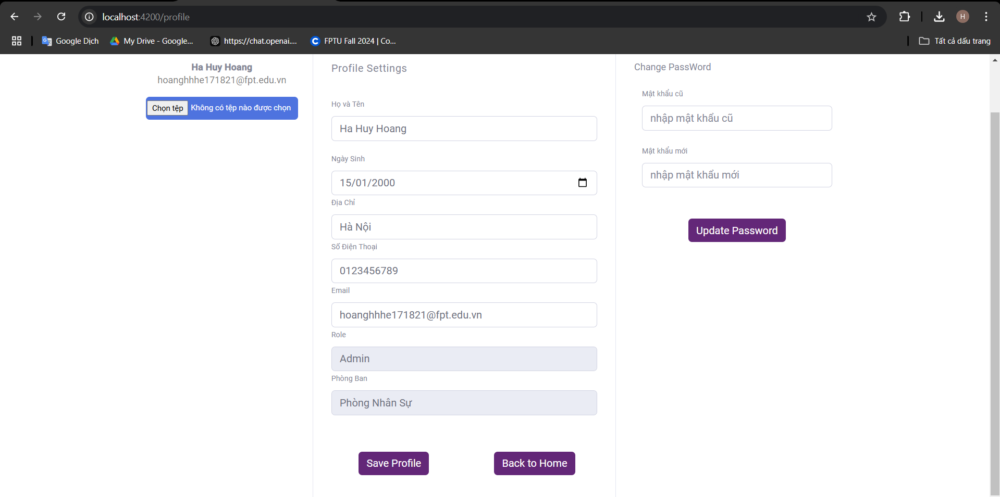 localhost:4200/profile
H
Google Dịch
My Drive - Google...
https://chat.openai....
FPTU Fall 2024 | Co...
Tất cả dấu trang
Ha Huy Hoang
hoanghhhe171821@fpt.edu.vn
Chọn tệp Không có tệp nào được chọn
Profile Settings
Họ và Tên
Ha Huy Hoang
Ngày Sinh
15/01/2000
Địa Chỉ
Hà Nội
Số Điện Thoại
0123456789
Email
hoanghhhe171821@fpt.edu.vn
Role
Admin
Phòng Ban
Phòng Nhân Sự
Save Profile
Back to Home
Change PassWord
Mật khẩu cũ
nhập mật khẩu cũ
Mật khẩu mới
nhập mật khẩu mới
Update Password